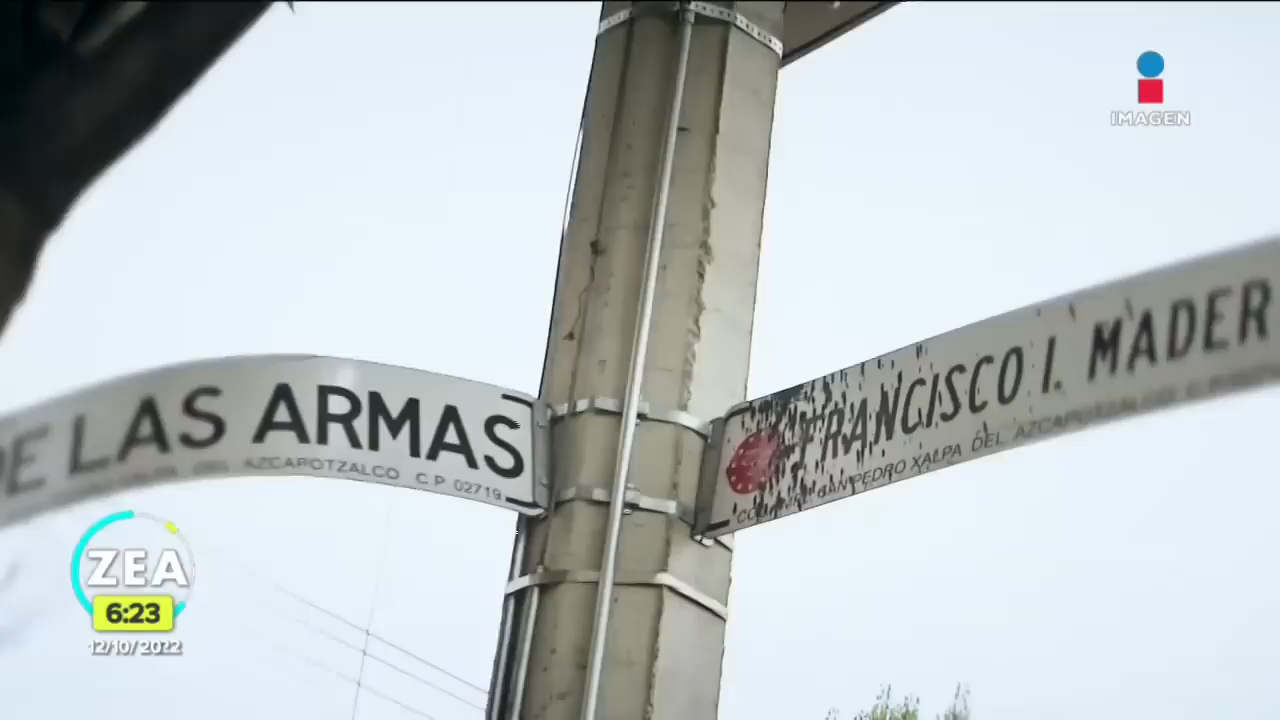 IMAGEN
DE LAS ARMAS
DEL. AZCAPOTZALCO C.P. 02719
FRANCISCO I. MADER
SAN PEDRO XALPA DEL. AZCAPOTZALCO
ZEA
6:23
12/10/2022